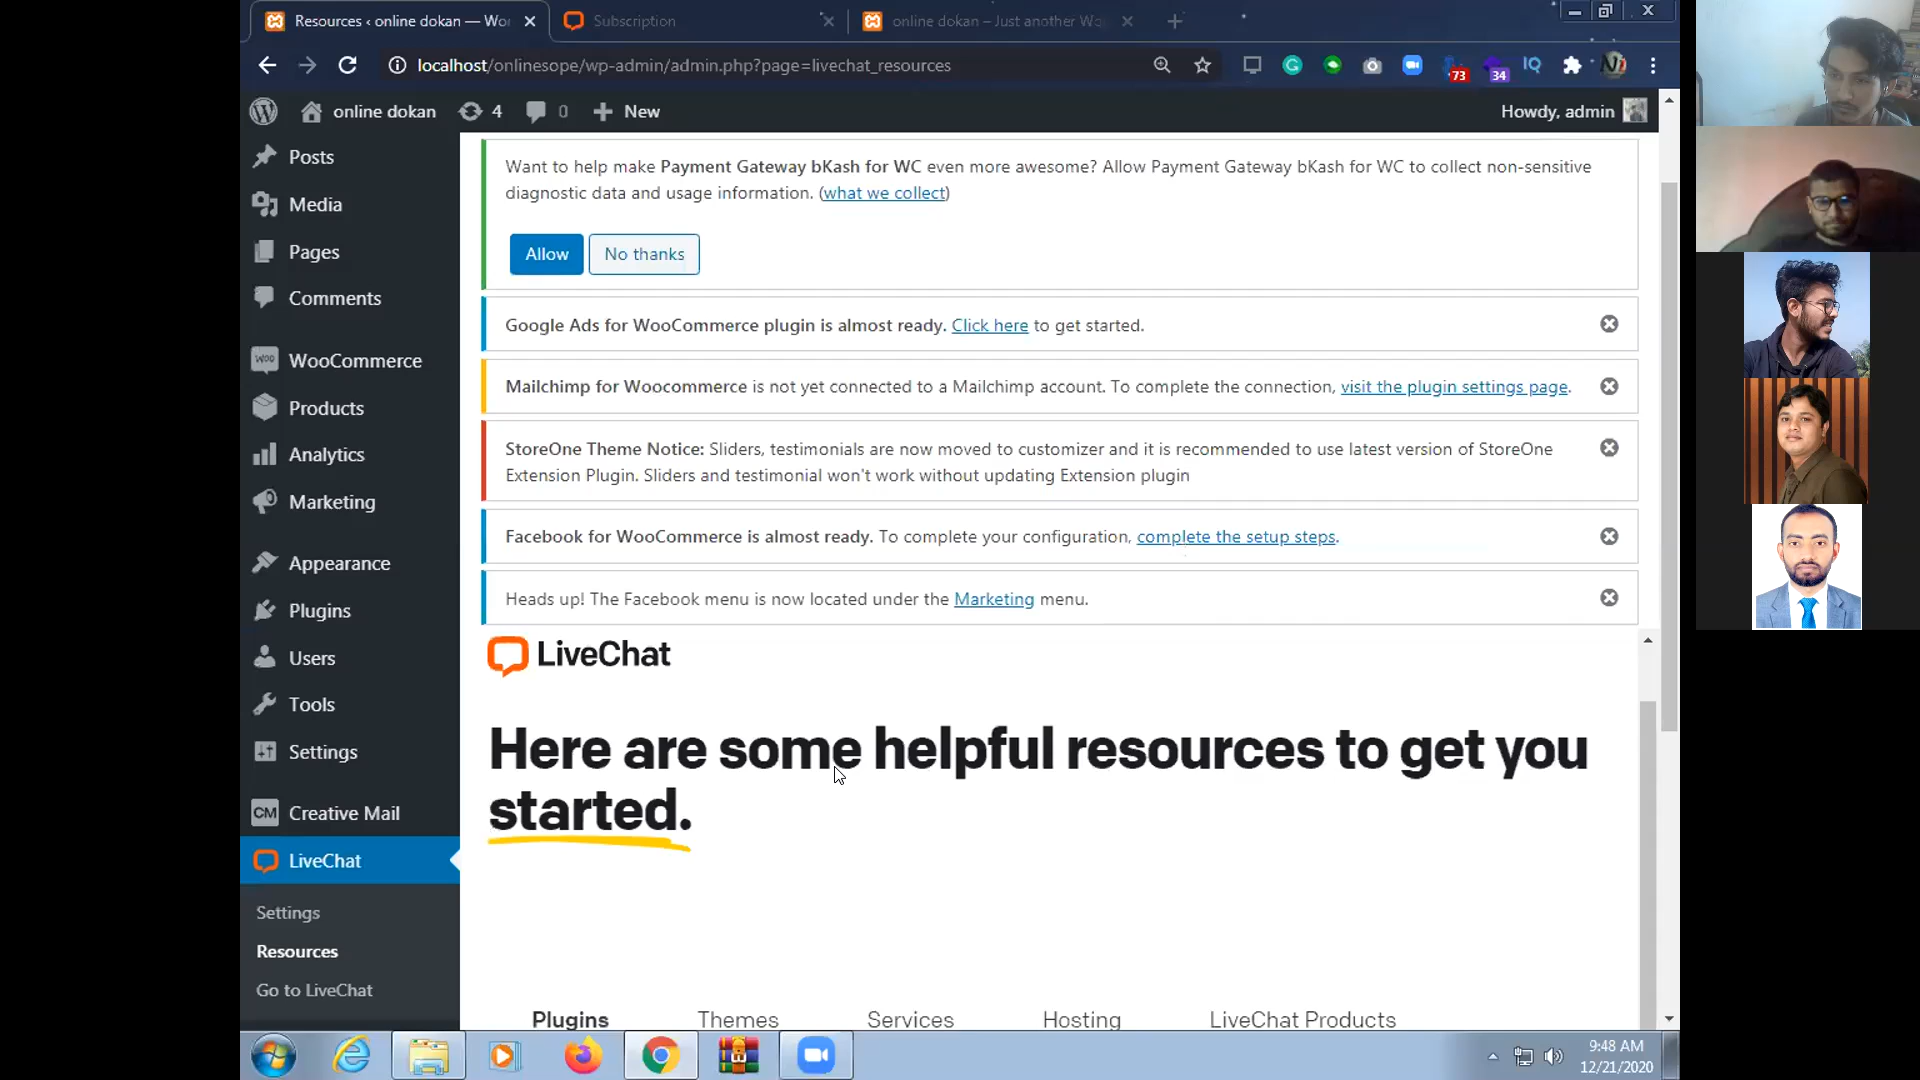 Resources ‹ online dokan — Wo
Subscription
online dokan – Just another Wo
localhost/onlinesope/wp-admin/admin.php?page=livechat_resources
73
34
IQ
online dokan
4
0
New
Howdy, admin
Posts
Media
Pages
Comments
WooCommerce
Products
Analytics
Marketing
Appearance
Plugins
Users
Tools
Settings
CM
Creative Mail
LiveChat
Settings
Resources
Go to LiveChat
Want to help make Payment Gateway bKash for WC even more awesome? Allow Payment Gateway bKash for WC to collect non-sensitive
diagnostic data and usage information. (what we collect)
Allow
No thanks
Google Ads for WooCommerce plugin is almost ready. Click here to get started.
Mailchimp for Woocommerce is not yet connected to a Mailchimp account. To complete the connection, visit the plugin settings page.
StoreOne Theme Notice: Sliders, testimonials are now moved to customizer and it is recommended to use latest version of StoreOne
Extension Plugin. Sliders and testimonial won't work without updating Extension plugin
Facebook for WooCommerce is almost ready. To complete your configuration, complete the setup steps.
Heads up! The Facebook menu is now located under the Marketing menu.
LiveChat
Here are some helpful resources to get you
started.
Plugins
Themes
Services
Hosting
LiveChat Products
9:48 AM
12/21/2020